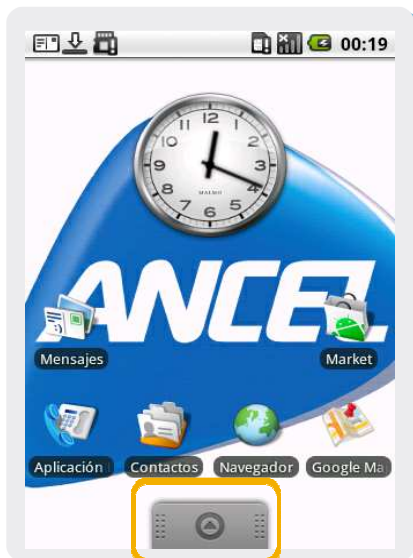 00:19
12
11 1
10 2
9 3
8 4
7 5
6
ANCEL
Mensajes
Market
Aplicación
Contactos
Navegador
Google Ma